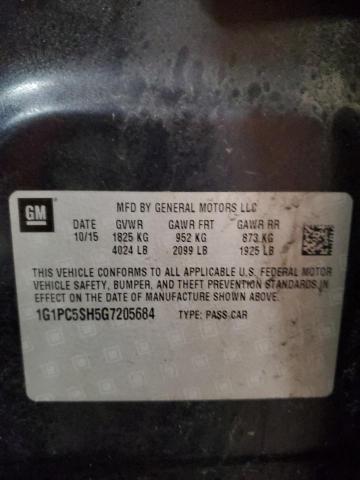 GM
MFD BY GENERAL MOTORS LLC
DATE GVWR GAWR FRT GAWR RR
10/15 1825 KG 952 KG 873 KG
4024 LB 2099 LB 1925 LB
THIS VEHICLE CONFORMS TO ALL APPLICABLE U.S. FEDERAL MOTOR
VEHICLE SAFETY, BUMPER, AND THEFT PREVENTION STANDARDS IN
EFFECT ON THE DATE OF MANUFACTURE SHOWN ABOVE.
1G1PC5SH5G7205684 TYPE: PASS CAR